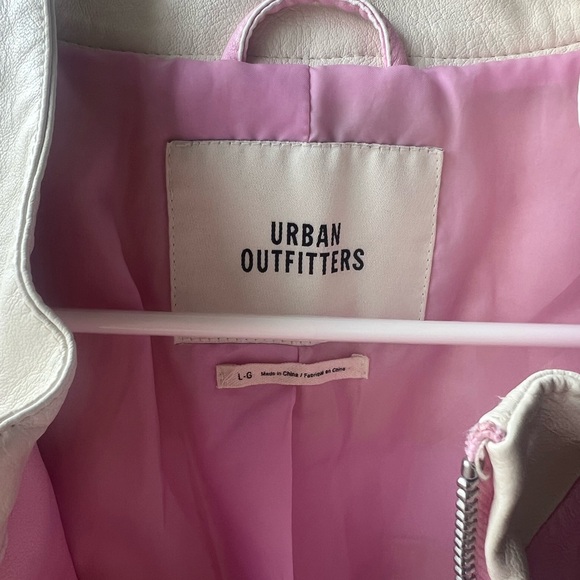 URBAN
OUTFITTERS
L-G Made in China / Fabriqué en Chine